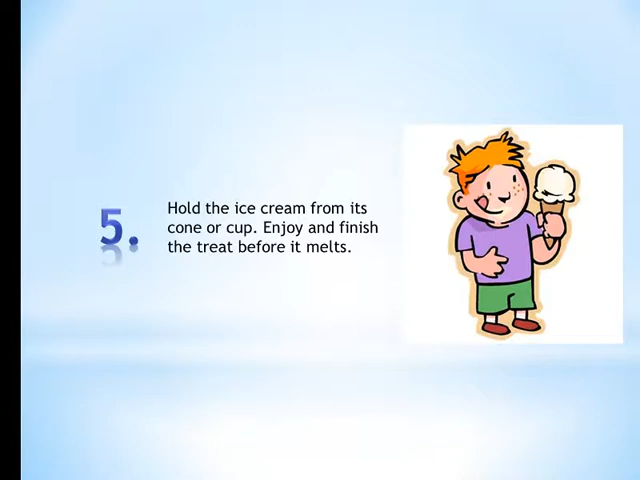 5.
Hold the ice cream from its
cone or cup. Enjoy and finish
the treat before it melts.